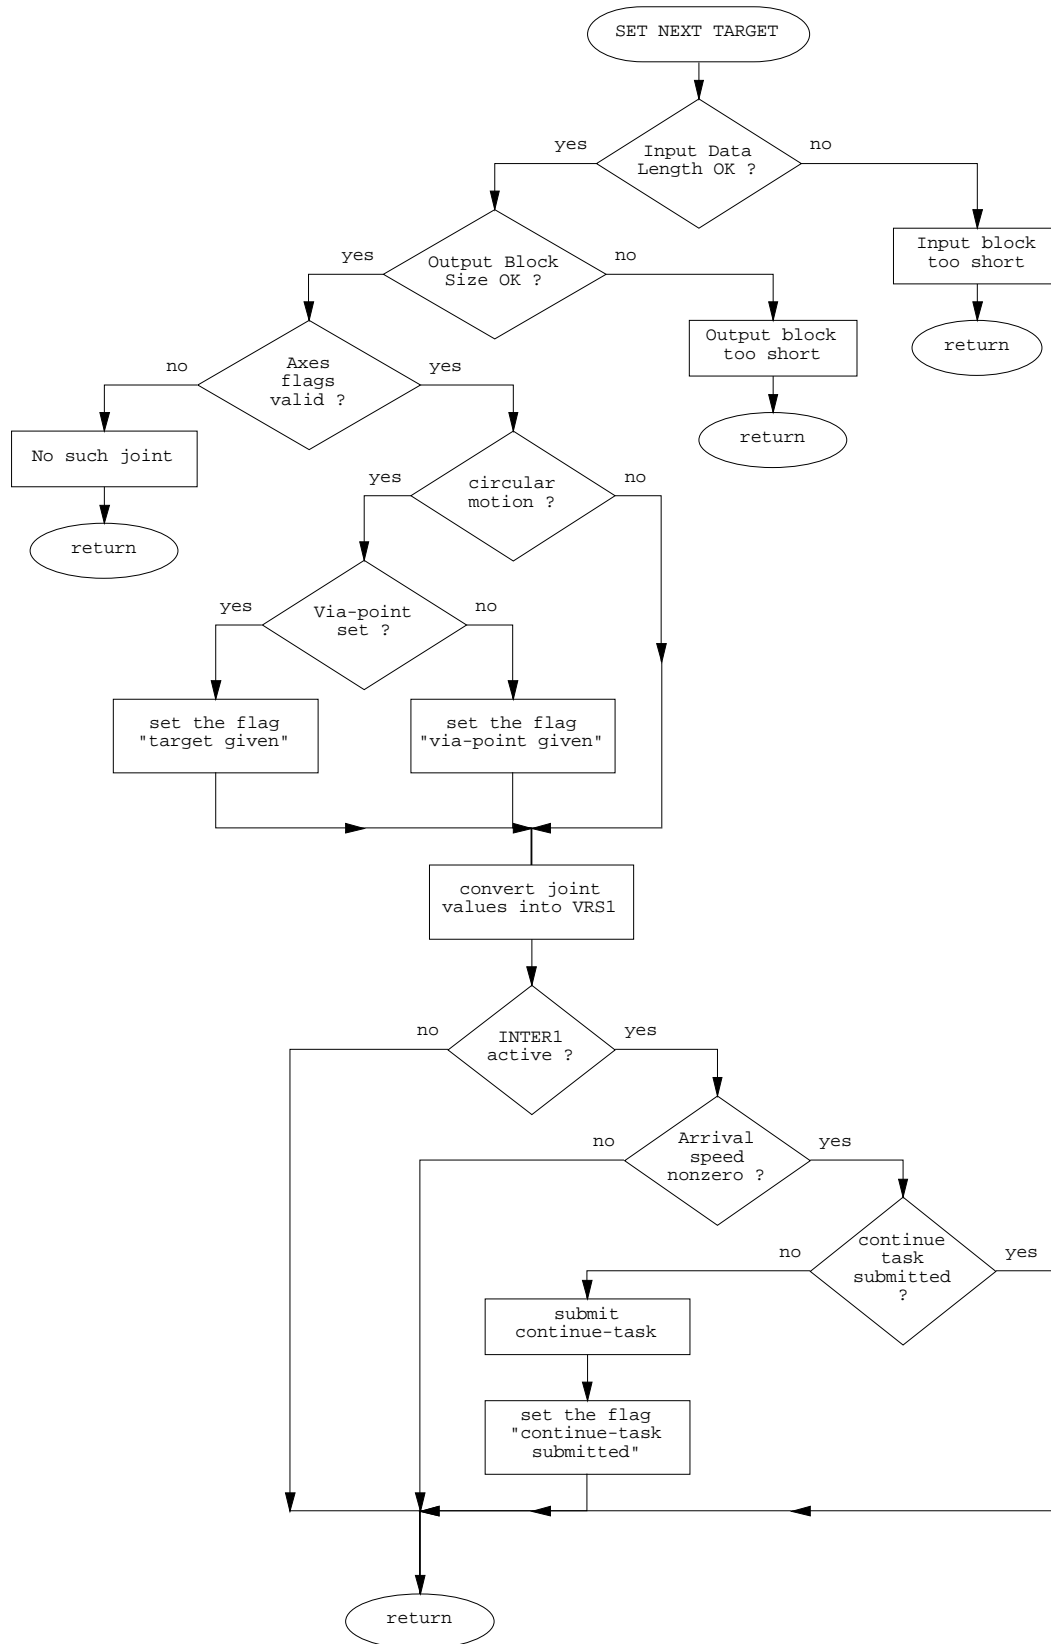 SET NEXT TARGET
yes
Input Data
Length OK ?
no
yes
Output Block
Size OK ?
no
Input block
too short
return
no
Axes
flags
valid ?
yes
Output block
too short
return
No such joint
return
yes
circular
motion ?
no
yes
Via-point
set ?
no
set the flag
"target given"
set the flag
"via-point given"
convert joint
values into VRS1
no
INTER1
active ?
yes
no
Arrival
speed
nonzero ?
yes
no
continue
task
submitted
?
yes
submit
continue-task
set the flag
"continue-task
submitted"
return